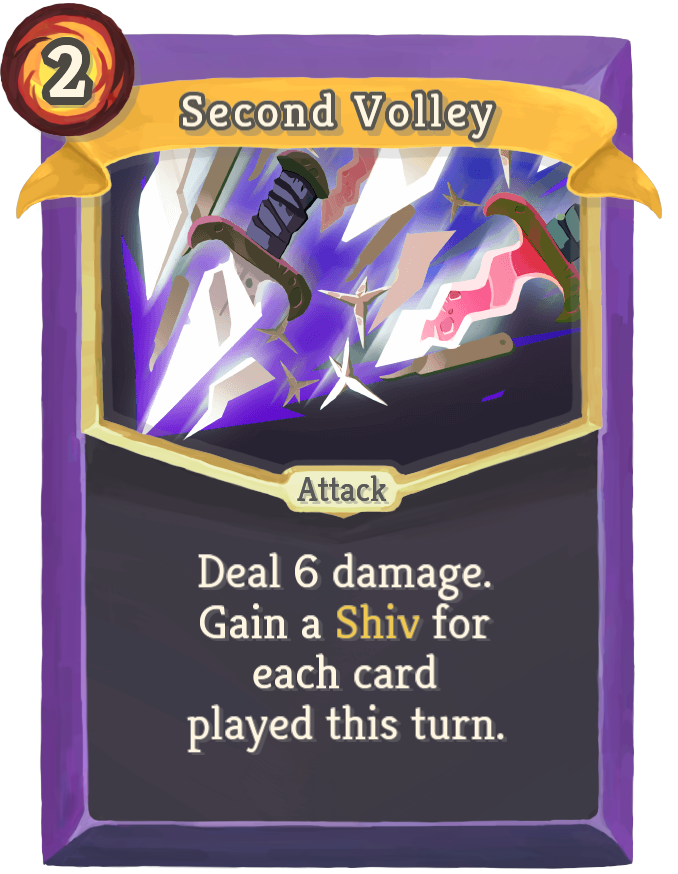 2
Second Volley
Attack
Deal 6 damage.
Gain a Shiv for
each card
played this turn.